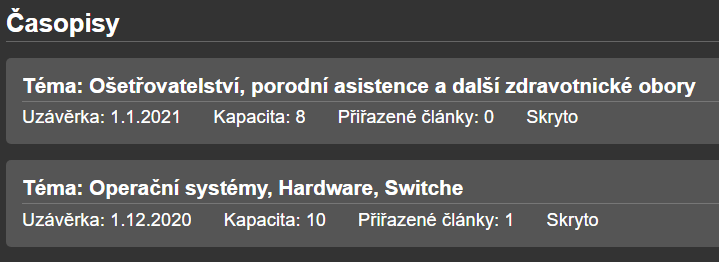 Časopisy
Téma: Ošetřovatelství, porodní asistence a další zdravotnické obory
Uzávěrka: 1.1.2021 Kapacita: 8 Přiřazené články: 0 Skryto
Téma: Operační systémy, Hardware, Switche
Uzávěrka: 1.12.2020 Kapacita: 10 Přiřazené články: 1 Skryto